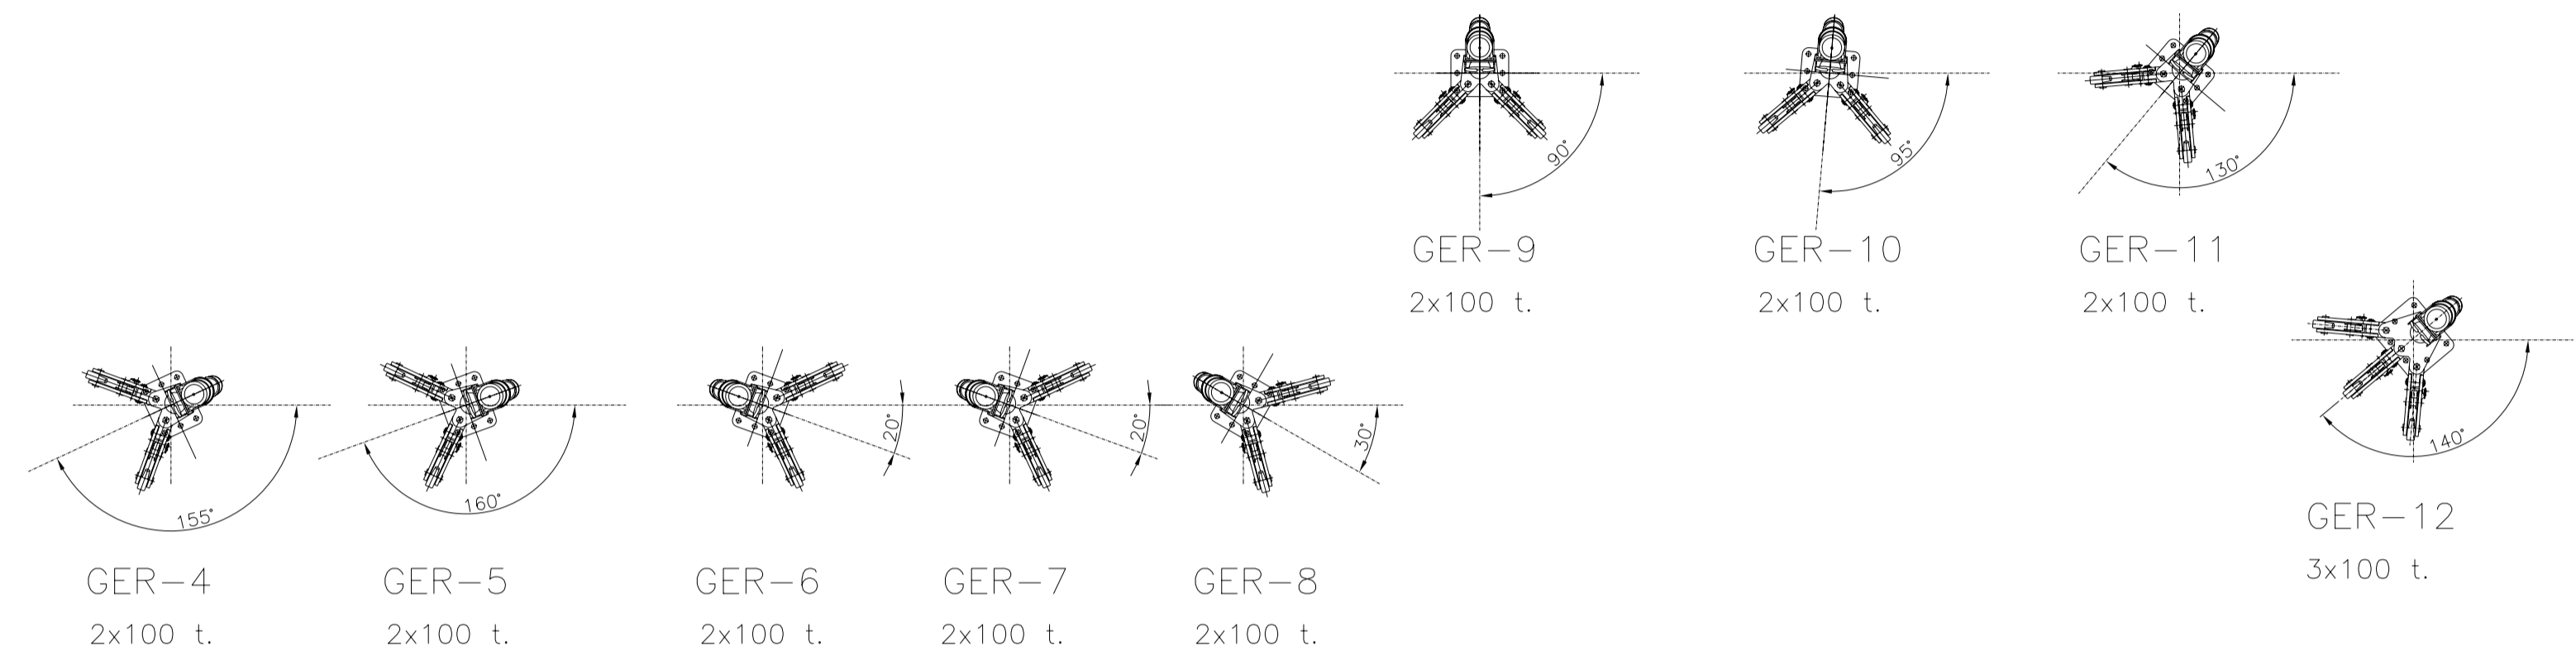 90°
95°
130°
GER-9
GER-10
GER-11
2x100 t.
2x100 t.
2x100 t.
20°
20°
30°
140°
155°
160°
GER-12
3x100 t.
GER-4
GER-5
GER-6
GER-7
GER-8
2x100 t.
2x100 t.
2x100 t.
2x100 t.
2x100 t.